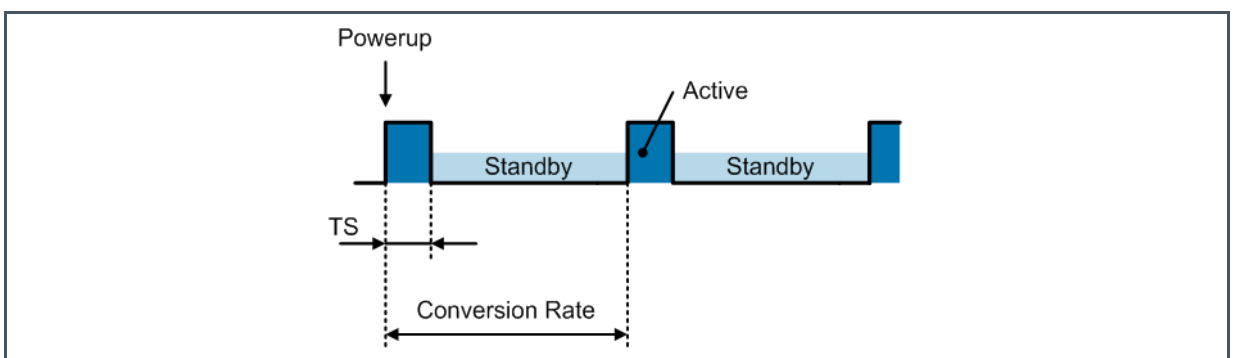 Powerup
Active
Standby
Standby
TS
Conversion Rate